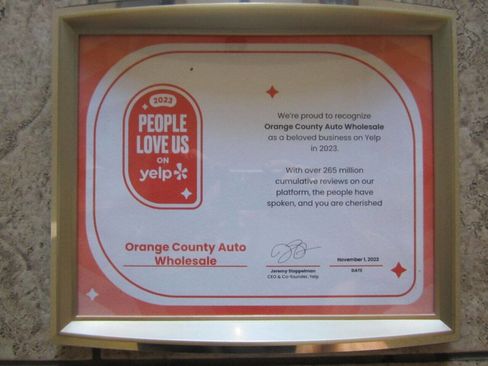 2023
PEOPLE
LOVE US
ON
yelp
Orange County Auto
Wholesale
We're proud to recognize
Orange County Auto Wholesale
as a beloved business on Yelp
in 2023.
With over 265 million
cumulative reviews on our
platform, the people have
spoken, and you are cherished
Jeremy Stoppelman
CEO & Co-founder, Yelp
November 1, 2023
DATE